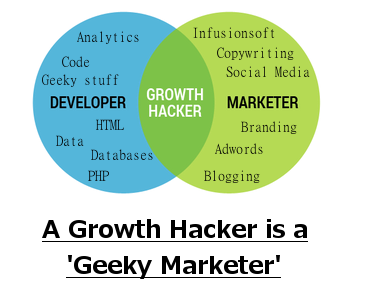 Analytics
Code
Geeky stuff
DEVELOPER
HTML
Data
Databases
PHP
GROWTH
HACKER
Infusionsoft
Copywriting
Social Media
MARKETER
Branding
Adwords
Blogging
A Growth Hacker is a
'Geeky Marketer'